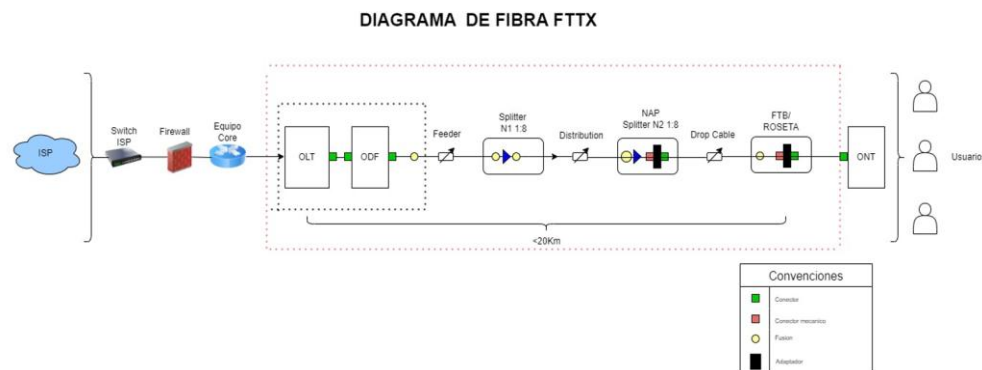 DIAGRAMA DE FIBRA FTTX
ISP
Switch
ISP
Firewall
Equipo
Core
OLT
ODF
Feeder
Splitter
N1 1:8
Distribution
NAP
Splitter N2 1:8
Drop Cable
FTB/
ROSETA
ONT
Usuario
<20Km
Convenciones
Conector
Conector mecanico
Fusion
Adaptador